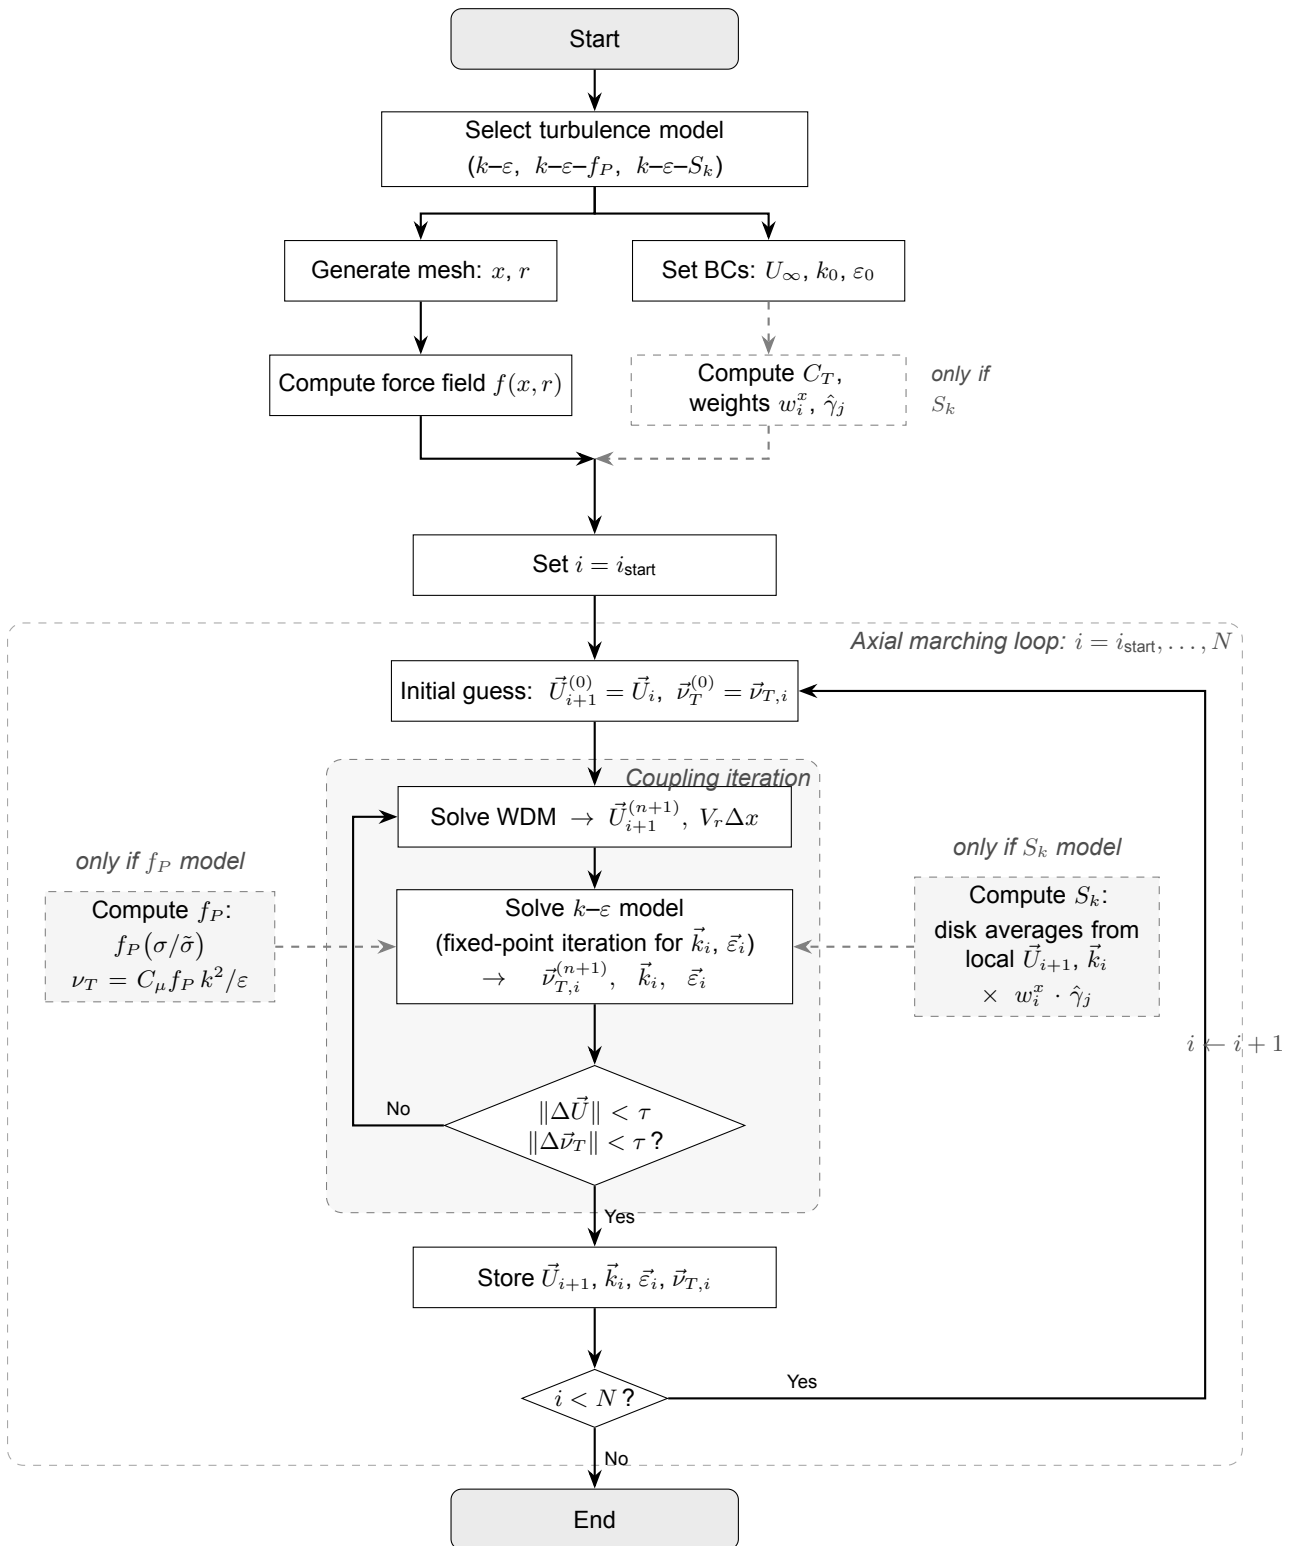 Start
Select turbulence model
(k–ε, k–ε–f_P, k–ε–S_k)
Generate mesh: x, r
Set BCs: U_∞, k_0, ε_0
Compute force field f(x, r)
Compute C_T,
weights w_i^x, γ̂_j
only if
S_k
Set i = i_start
Axial marching loop: i = i_start, . . . , N
Initial guess: U⃗_{i+1}^{(0)} = U⃗_i, ν⃗_T^{(0)} = ν⃗_{T,i}
Coupling iteration
Solve WDM → U⃗_{i+1}^{(n+1)}, V_r Δx
only if f_P model
Compute f_P:
f_P(σ/σ̃)
ν_T = C_μ f_P k²/ε
Solve k–ε model
(fixed-point iteration for k⃗_i, ε⃗_i)
→ ν⃗_{T,i}^{(n+1)}, k⃗_i, ε⃗_i
only if S_k model
Compute S_k:
disk averages from
local U⃗_{i+1}, k⃗_i
× w_i^x · γ̂_j
i ← i + 1
No
‖ΔU⃗‖ < τ
‖Δν⃗_T‖ < τ ?
Yes
Store U⃗_{i+1}, k⃗_i, ε⃗_i, ν⃗_{T,i}
i < N ?
Yes
No
End